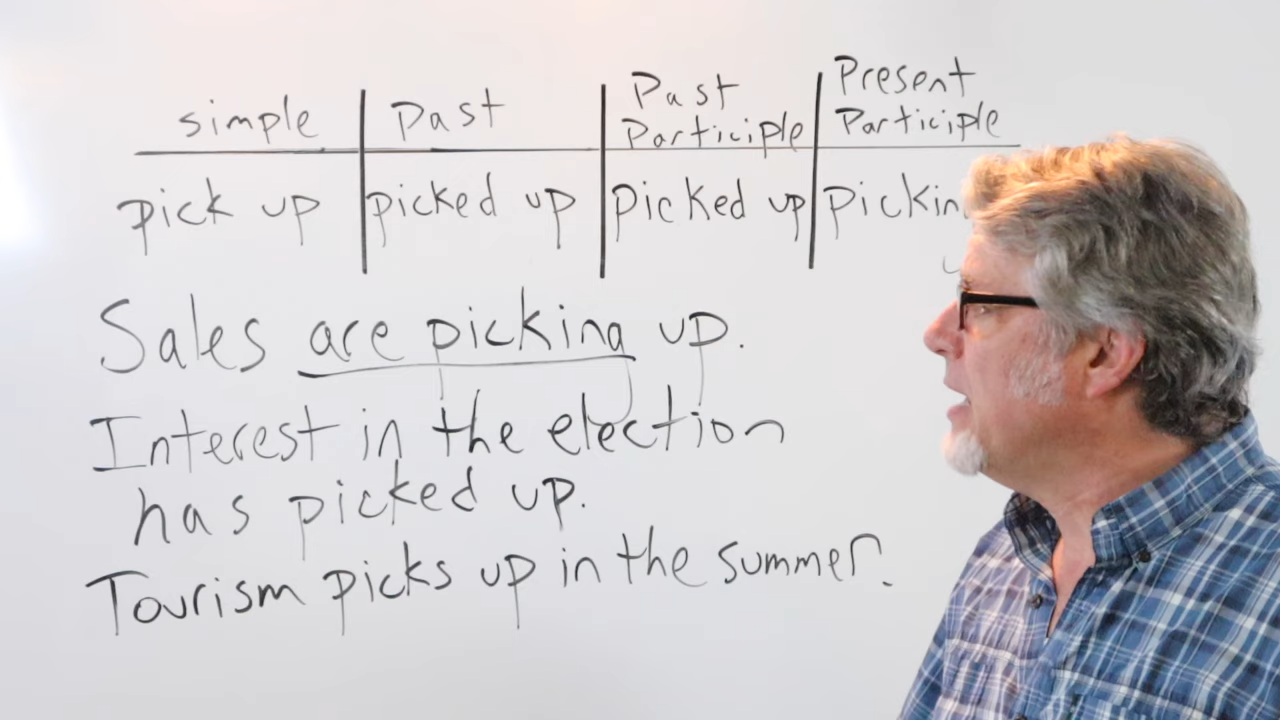 simple Past Past Participle Present Participle
pick up picked up picked up
Sales are picking up.
Interest in the election
has picked up.
Tourism picks up in the summer.